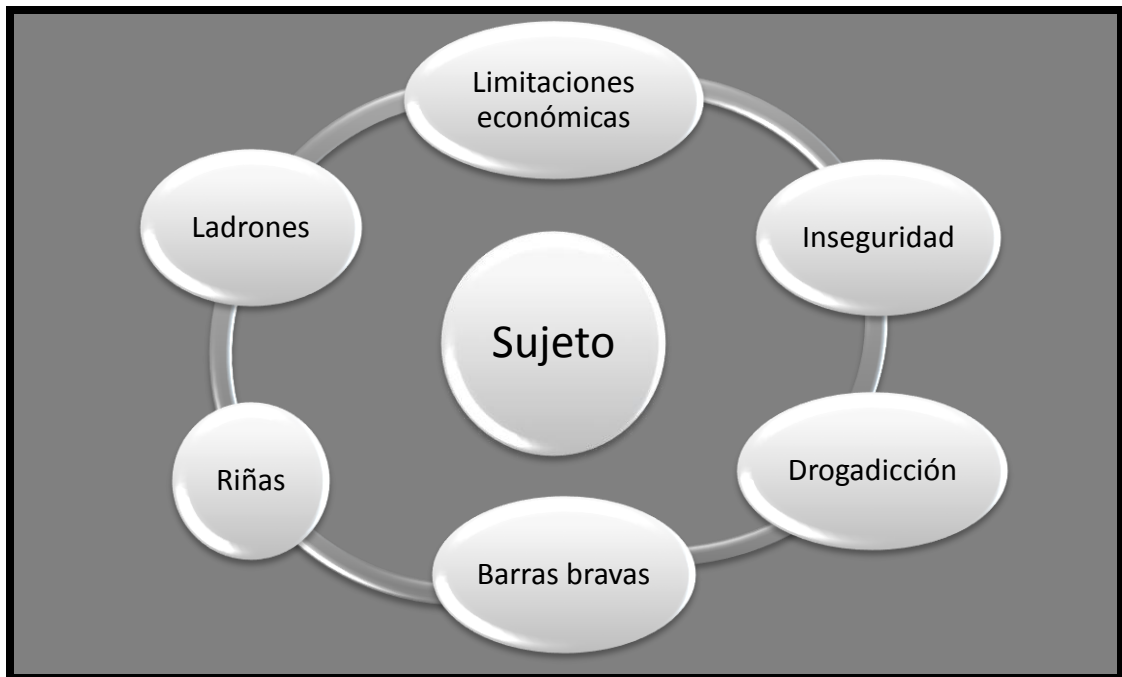 Limitaciones
económicas
Inseguridad
Drogadicción
Barras bravas
Riñas
Ladrones
Sujeto